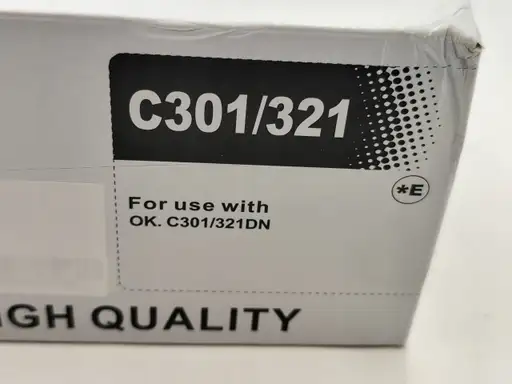 C301/321
*E
For use with
OK. C301/321DN
GH QUALITY